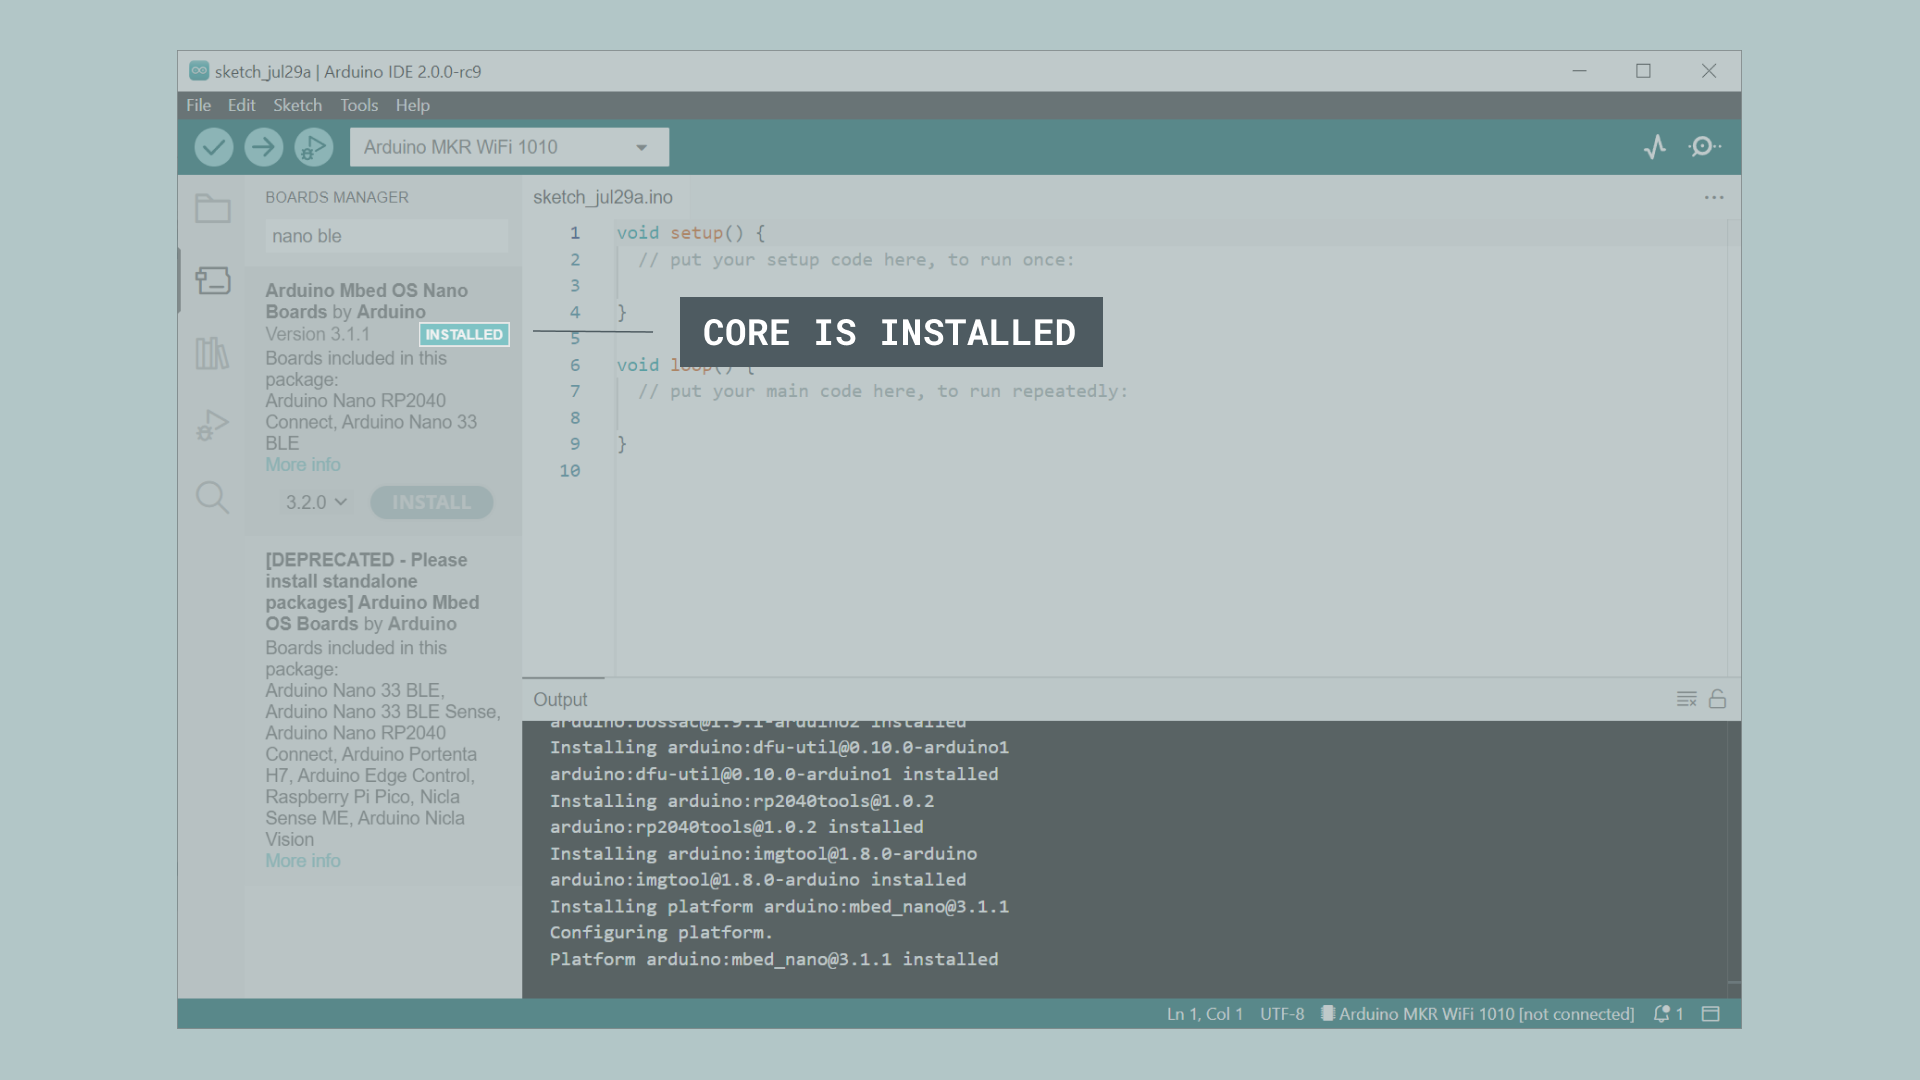 sketch_jul29a | Arduino IDE 2.0.0-rc9
File Edit Sketch Tools Help
Arduino MKR WiFi 1010
BOARDS MANAGER
nano ble
Arduino Mbed OS Nano
Boards by Arduino
Version 3.1.1 INSTALLED
Boards included in this
package:
Arduino Nano RP2040
Connect, Arduino Nano 33
BLE
More info
3.2.0 INSTALL
[DEPRECATED - Please
install standalone
packages] Arduino Mbed
OS Boards by Arduino
Boards included in this
package:
Arduino Nano 33 BLE,
Arduino Nano 33 BLE Sense,
Arduino Nano RP2040
Connect, Arduino Portenta
H7, Arduino Edge Control,
Raspberry Pi Pico, Nicla
Sense ME, Arduino Nicla
Vision
More info
sketch_jul29a.ino
1 void setup() {
2 // put your setup code here, to run once:
3
4 }
CORE IS INSTALLED
5
6 void loop() {
7 // put your main code here, to run repeatedly:
8
9 }
10
Output
arduino:bossac@1.9.1-arduino2 installed
Installing arduino:dfu-util@0.10.0-arduino1
arduino:dfu-util@0.10.0-arduino1 installed
Installing arduino:rp2040tools@1.0.2
arduino:rp2040tools@1.0.2 installed
Installing arduino:imgtool@1.8.0-arduino
arduino:imgtool@1.8.0-arduino installed
Installing platform arduino:mbed_nano@3.1.1
Configuring platform.
Platform arduino:mbed_nano@3.1.1 installed
Ln 1, Col 1 UTF-8 Arduino MKR WiFi 1010 [not connected] 1